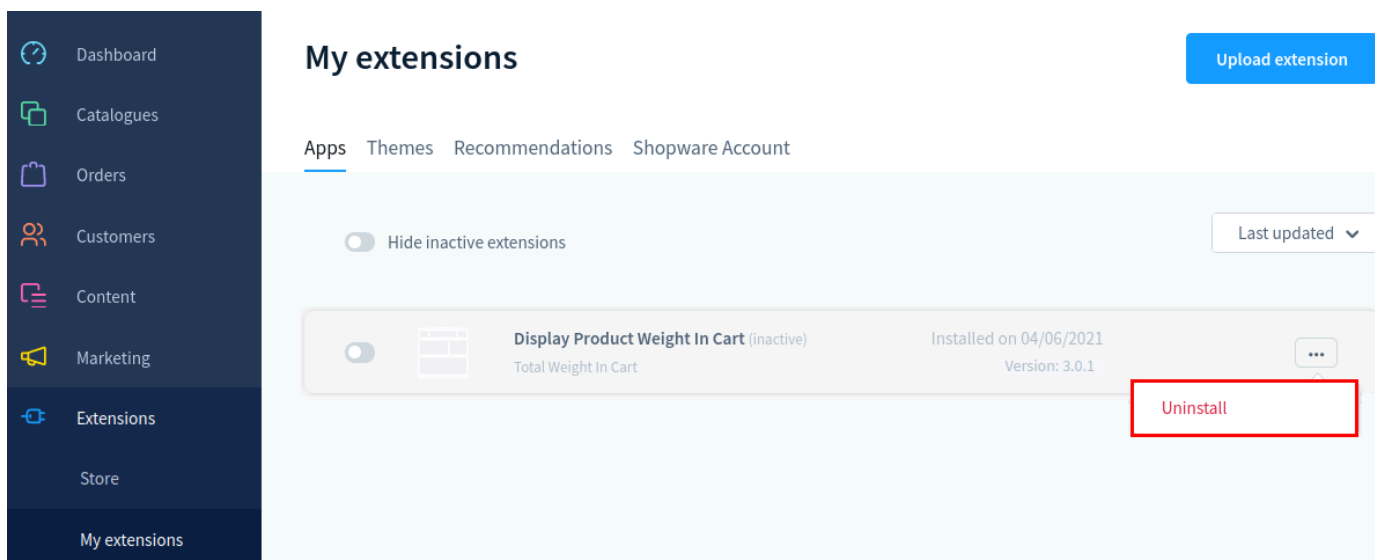 Dashboard
Catalogues
Orders
Customers
Content
Marketing
Extensions
Store
My extensions
My extensions
Upload extension
Apps Themes Recommendations Shopware Account
Hide inactive extensions
Last updated
Display Product Weight In Cart (inactive)
Total Weight In Cart
Installed on 04/06/2021
Version: 3.0.1
...
Uninstall